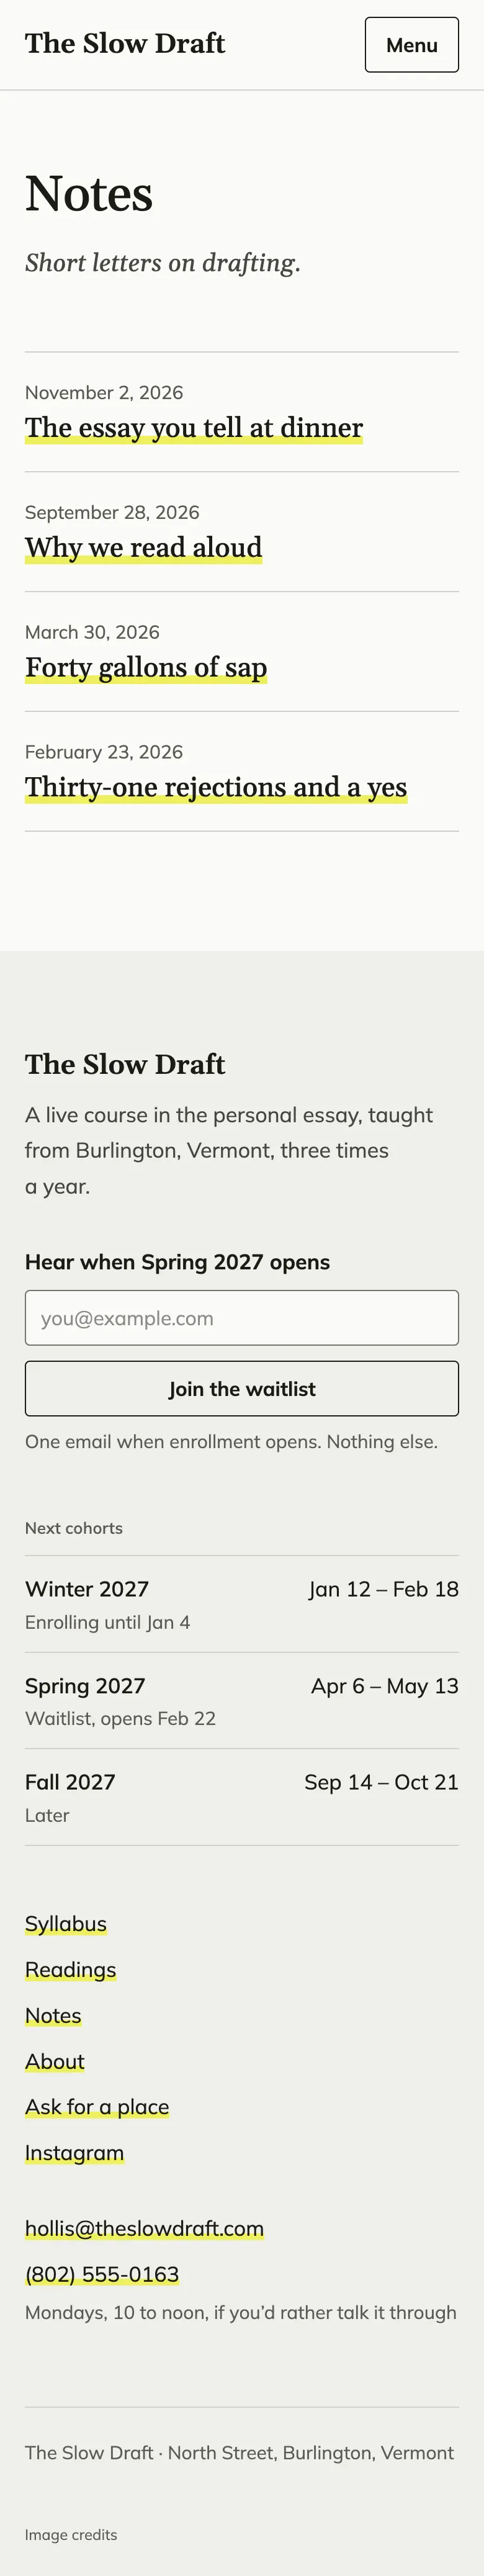 The Slow Draft
Menu
Notes
Short letters on drafting.
November 2, 2026
The essay you tell at dinner
September 28, 2026
Why we read aloud
March 30, 2026
Forty gallons of sap
February 23, 2026
Thirty-one rejections and a yes
The Slow Draft
A live course in the personal essay, taught
from Burlington, Vermont, three times
a year.
Hear when Spring 2027 opens
you@example.com
Join the waitlist
One email when enrollment opens. Nothing else.
Next cohorts
Winter 2027 Jan 12 – Feb 18
Enrolling until Jan 4
Spring 2027 Apr 6 – May 13
Waitlist, opens Feb 22
Fall 2027 Sep 14 – Oct 21
Later
Syllabus
Readings
Notes
About
Ask for a place
Instagram
hollis@theslowdraft.com
(802) 555-0163
Mondays, 10 to noon, if you’d rather talk it through
The Slow Draft · North Street, Burlington, Vermont
Image credits